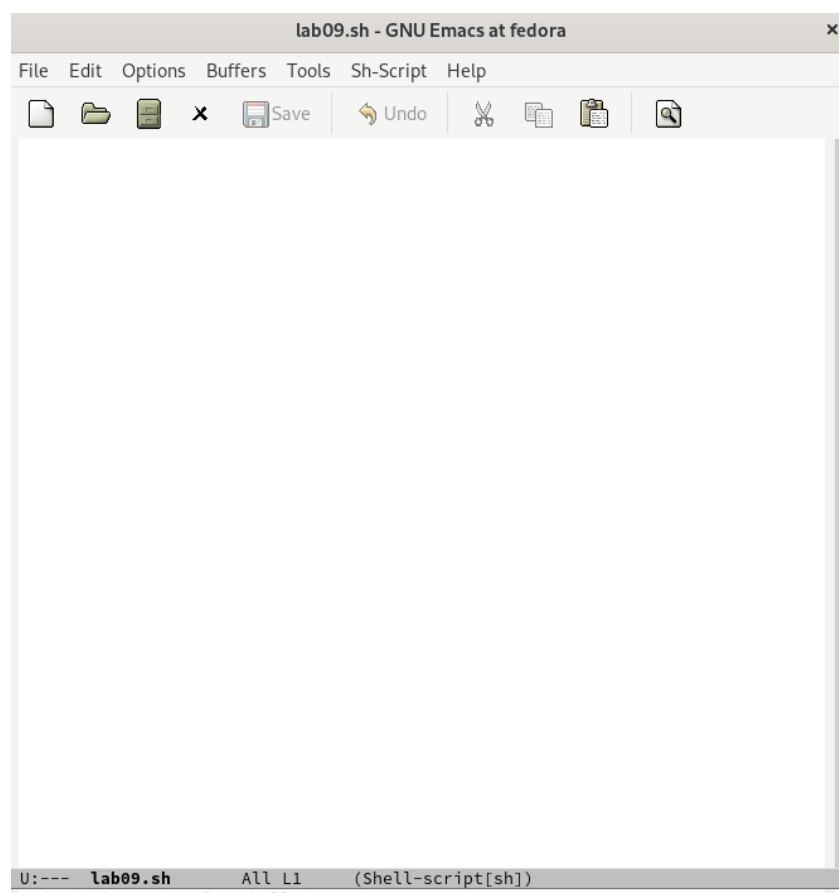 lab09.sh - GNU Emacs at fedora
File Edit Options Buffers Tools Sh-Script Help
Save Undo
U:--- lab09.sh All L1 (Shell-script[sh])